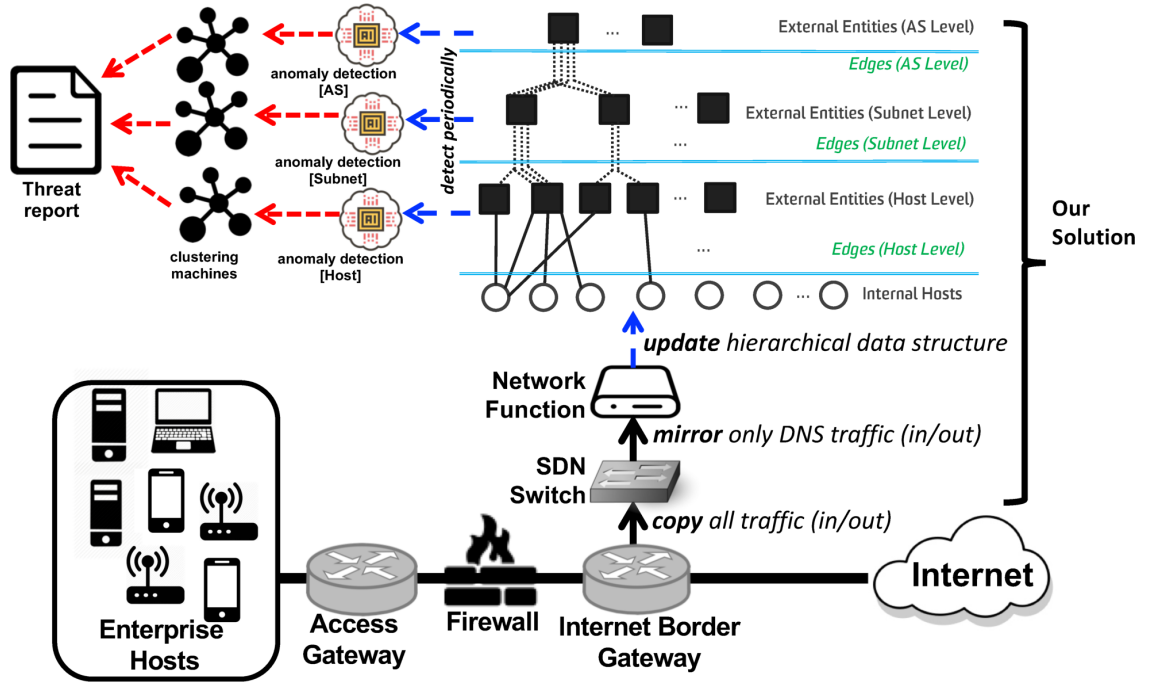 External Entities (AS Level)
...
Edges (AS Level)
AI
anomaly detection
[AS]
detect periodically
External Entities (Subnet Level)
...
Edges (Subnet Level)
...
AI
anomaly detection
[Subnet]
Threat
report
External Entities (Host Level)
...
AI
clustering
machines
anomaly detection
[Host]
Edges (Host Level)
...
Internal Hosts
...
Our
Solution
update hierarchical data structure
Network
Function
mirror only DNS traffic (in/out)
SDN
Switch
copy all traffic (in/out)
Internet
Enterprise
Hosts
Access
Gateway
Firewall
Internet Border
Gateway